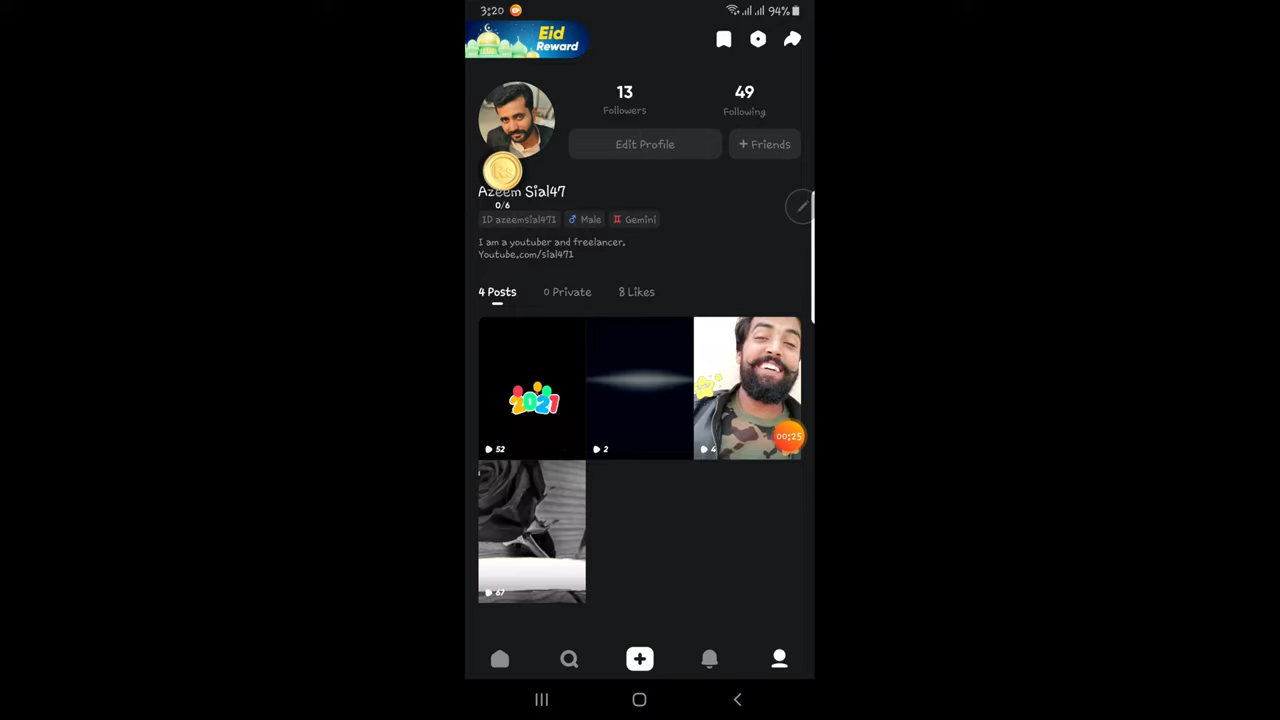 3:20
94%
Eid
Reward
13
Followers
49
Following
Edit Profile
+ Friends
Rs
Azeem Sial47
0/6
ID azeemsial471
Male
Gemini
I am a youtuber and freelancer.
Youtube.com/sial471
4 Posts
0 Private
8 Likes
2021
52
2
4
00:25
67